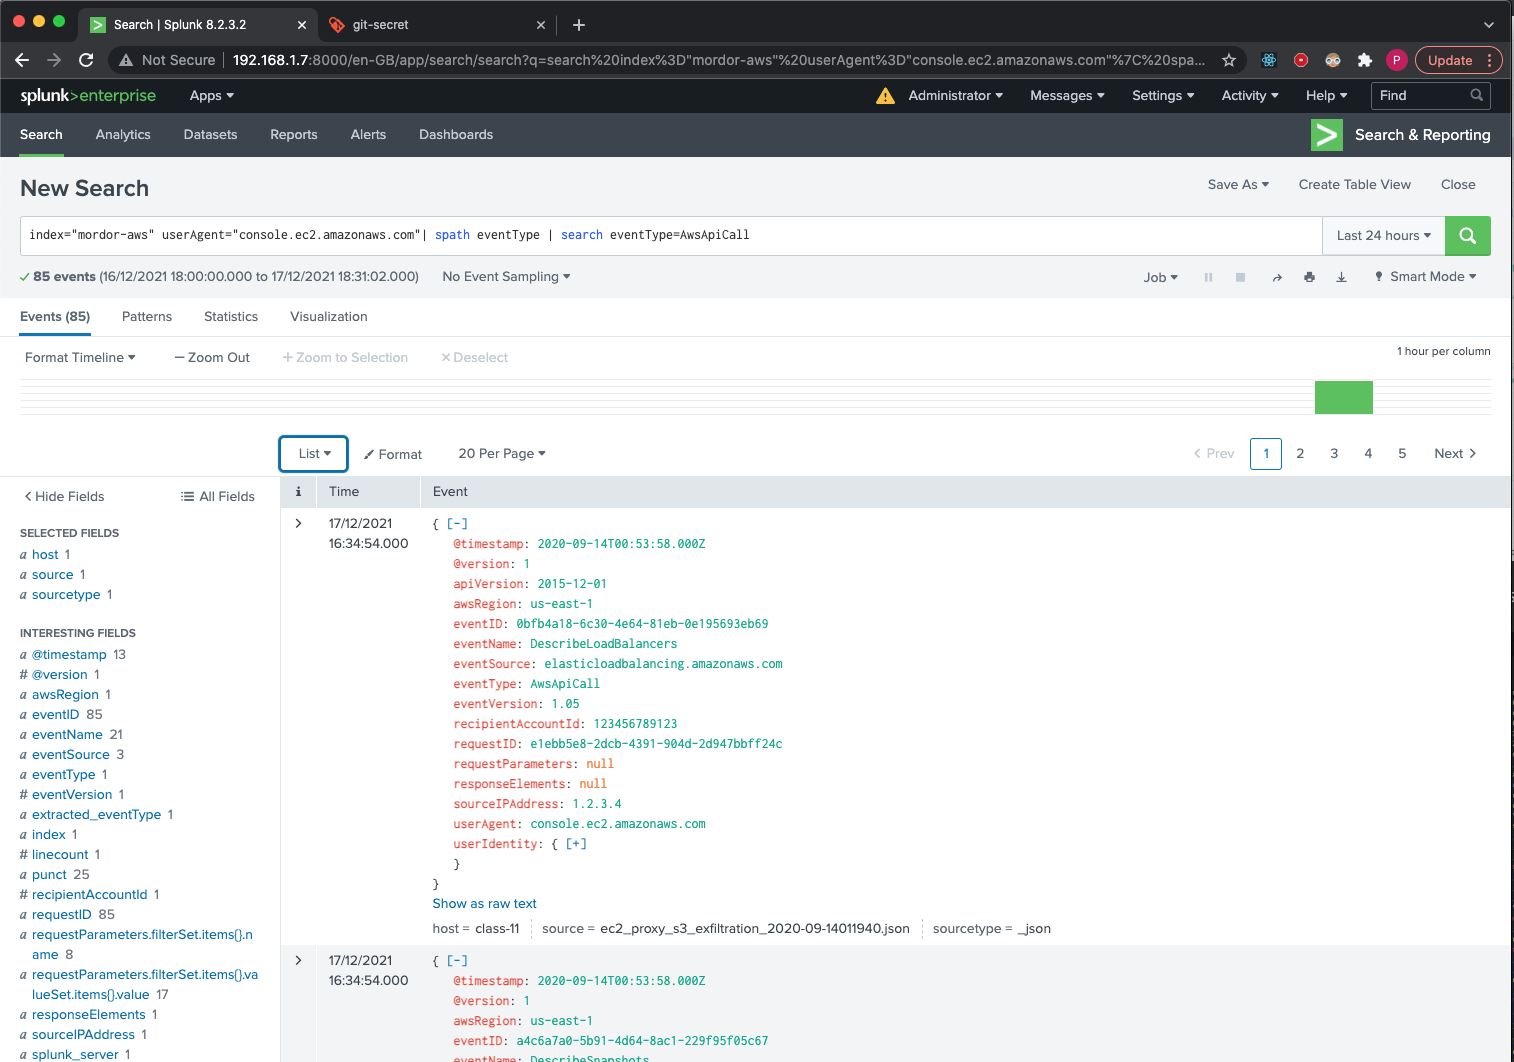 Search | Splunk 8.2.3.2
git-secret
Not Secure
192.168.1.7:8000/en-GB/app/search/search?q=search%20index%3D"mordor-aws"%20userAgent%3D"console.ec2.amazonaws.com"%7C%20spa...
P
Update
splunk>enterprise
Apps
Administrator
Messages
Settings
Activity
Help
Find
Search
Analytics
Datasets
Reports
Alerts
Dashboards
Search & Reporting
New Search
Save As
Create Table View
Close
index="mordor-aws" userAgent="console.ec2.amazonaws.com"| spath eventType | search eventType=AwsApiCall
Last 24 hours
85 events (16/12/2021 18:00:00.000 to 17/12/2021 18:31:02.000)
No Event Sampling
Job
Smart Mode
Events (85)
Patterns
Statistics
Visualization
Format Timeline
— Zoom Out
+ Zoom to Selection
× Deselect
1 hour per column
List
Format
20 Per Page
< Prev
1
2
3
4
5
Next >
< Hide Fields
All Fields
i
Time
Event
SELECTED FIELDS
a host 1
a source 1
a sourcetype 1
INTERESTING FIELDS
a @timestamp 13
# @version 1
a awsRegion 1
a eventID 85
a eventName 21
a eventSource 3
a eventType 1
# eventVersion 1
a extracted_eventType 1
a index 1
# linecount 1
a punct 25
# recipientAccountId 1
a requestID 85
a requestParameters.filterSet.items{}.n
ame 8
a requestParameters.filterSet.items{}.va
lueSet.items{}.value 17
a responseElements 1
a sourceIPAddress 1
a splunk_server 1
17/12/2021
16:34:54.000
{ [-]
@timestamp: 2020-09-14T00:53:58.000Z
@version: 1
apiVersion: 2015-12-01
awsRegion: us-east-1
eventID: 0bfb4a18-6c30-4e64-81eb-0e195693eb69
eventName: DescribeLoadBalancers
eventSource: elasticloadbalancing.amazonaws.com
eventType: AwsApiCall
eventVersion: 1.05
recipientAccountId: 123456789123
requestID: e1ebb5e8-2dcb-4391-904d-2d947bbff24c
requestParameters: null
responseElements: null
sourceIPAddress: 1.2.3.4
userAgent: console.ec2.amazonaws.com
userIdentity: { [+]
}
}
Show as raw text
host = class-11
source = ec2_proxy_s3_exfiltration_2020-09-14011940.json
sourcetype = _json
17/12/2021
16:34:54.000
{ [-]
@timestamp: 2020-09-14T00:53:58.000Z
@version: 1
awsRegion: us-east-1
eventID: a4c6a7a0-5b91-4d64-8ac1-229f95f05c67
eventName: DescribeSnapshots